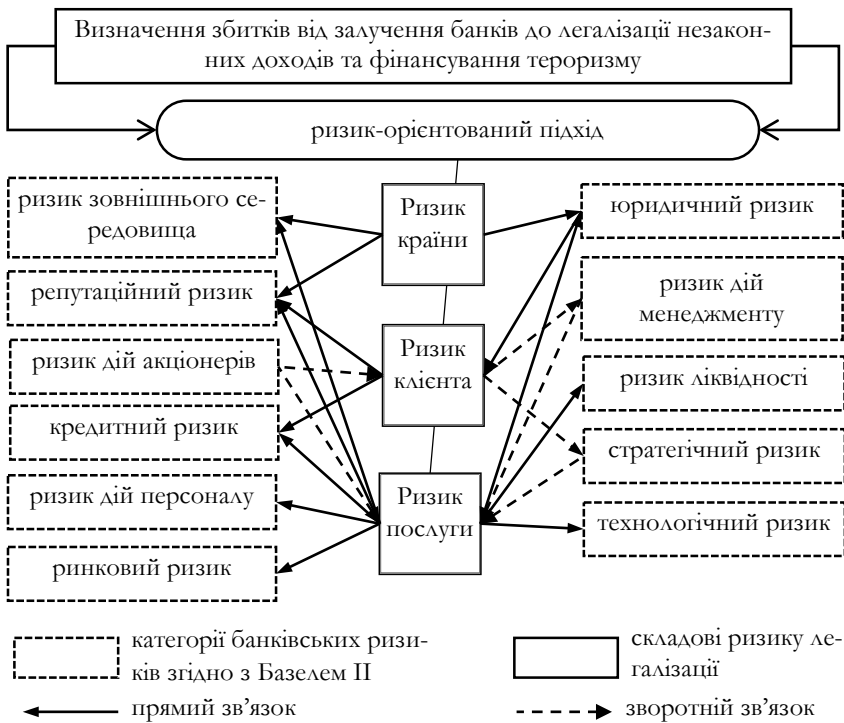 Визначення збитків від залучення банків до легалізації незакон-
них доходів та фінансування тероризму
ризик-орієнтований підхід
ризик зовнішнього се-
редовища
репутаційний ризик
ризик дій акціонерів
кредитний ризик
ризик дій персоналу
ринковий ризик
Ризик
країни
Ризик
клієнта
Ризик
послуги
юридичний ризик
ризик дій
менеджменту
ризик ліквідності
стратегічний ризик
технологічний ризик
категорії банківських ризи-
ків згідно з Базелем II
складові ризику ле-
галізації
прямий зв'язок
зворотній зв'язок